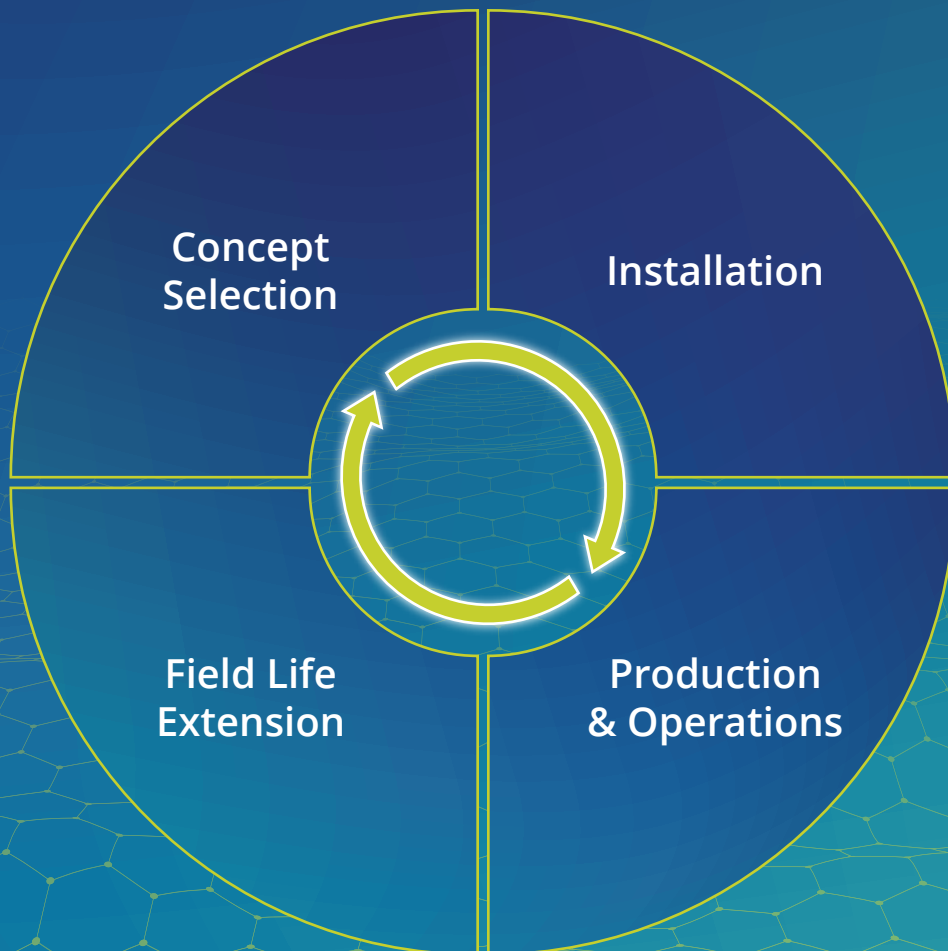 Concept
Selection
Installation
Field Life
Extension
Production
& Operations